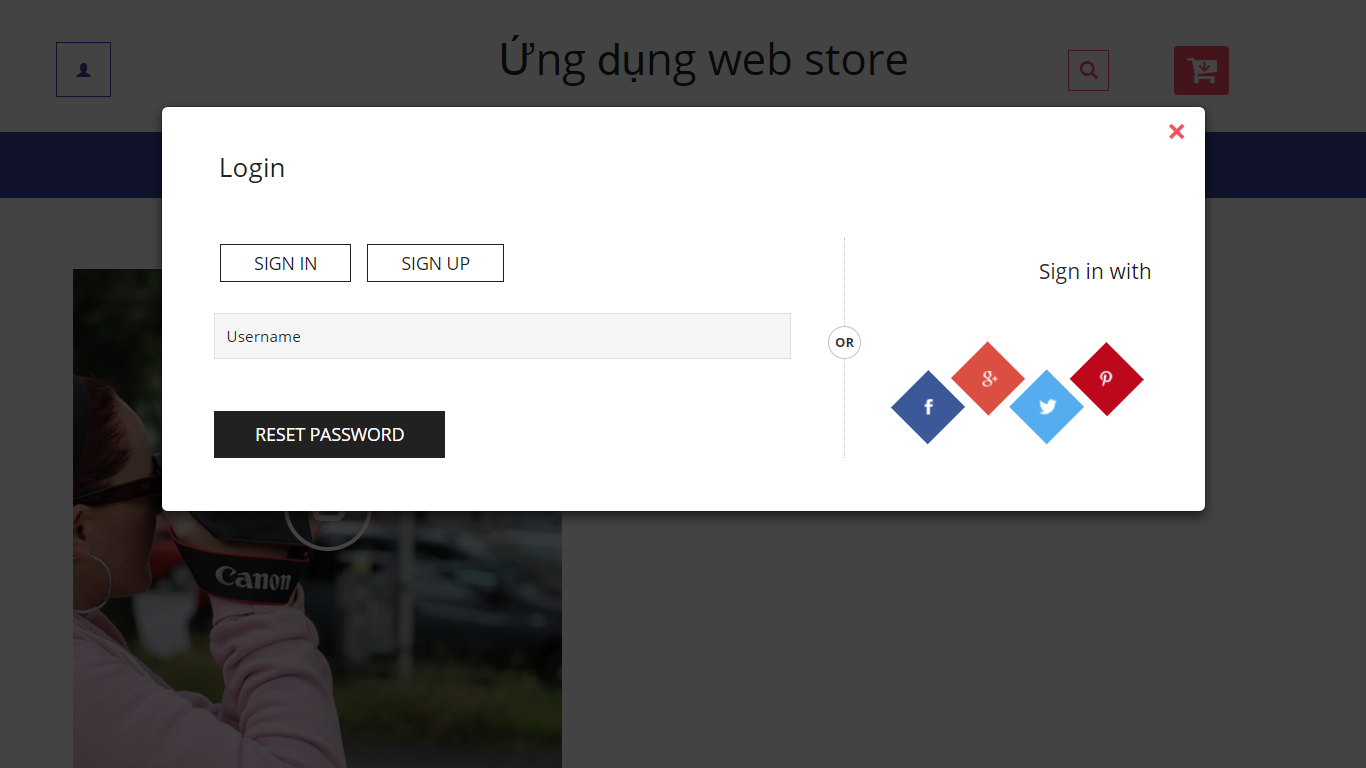 Ứng dụng web store
Login
SIGN IN SIGN UP
Sign in with
Username
OR
RESET PASSWORD
Canon